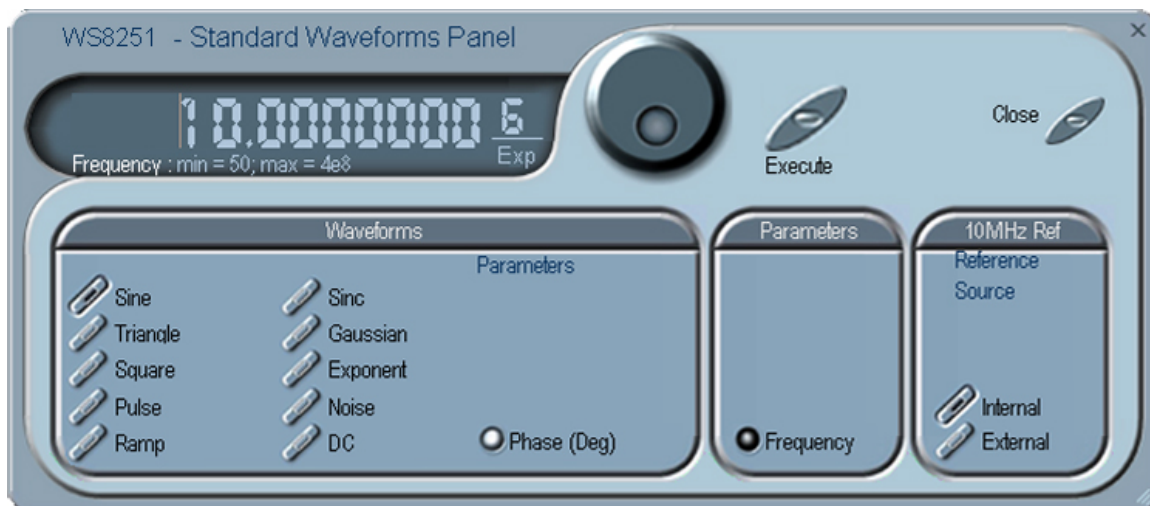 WS8251 - Standard Waveforms Panel
10.0000000 6
Exp
Frequency : min = 50; max = 4e8
Execute
Close
Waveforms
Parameters
10MHz Ref
Parameters
Sine
Triangle
Square
Pulse
Ramp
Sinc
Gaussian
Exponent
Noise
DC
Phase (Deg)
Frequency
Reference
Source
Internal
External